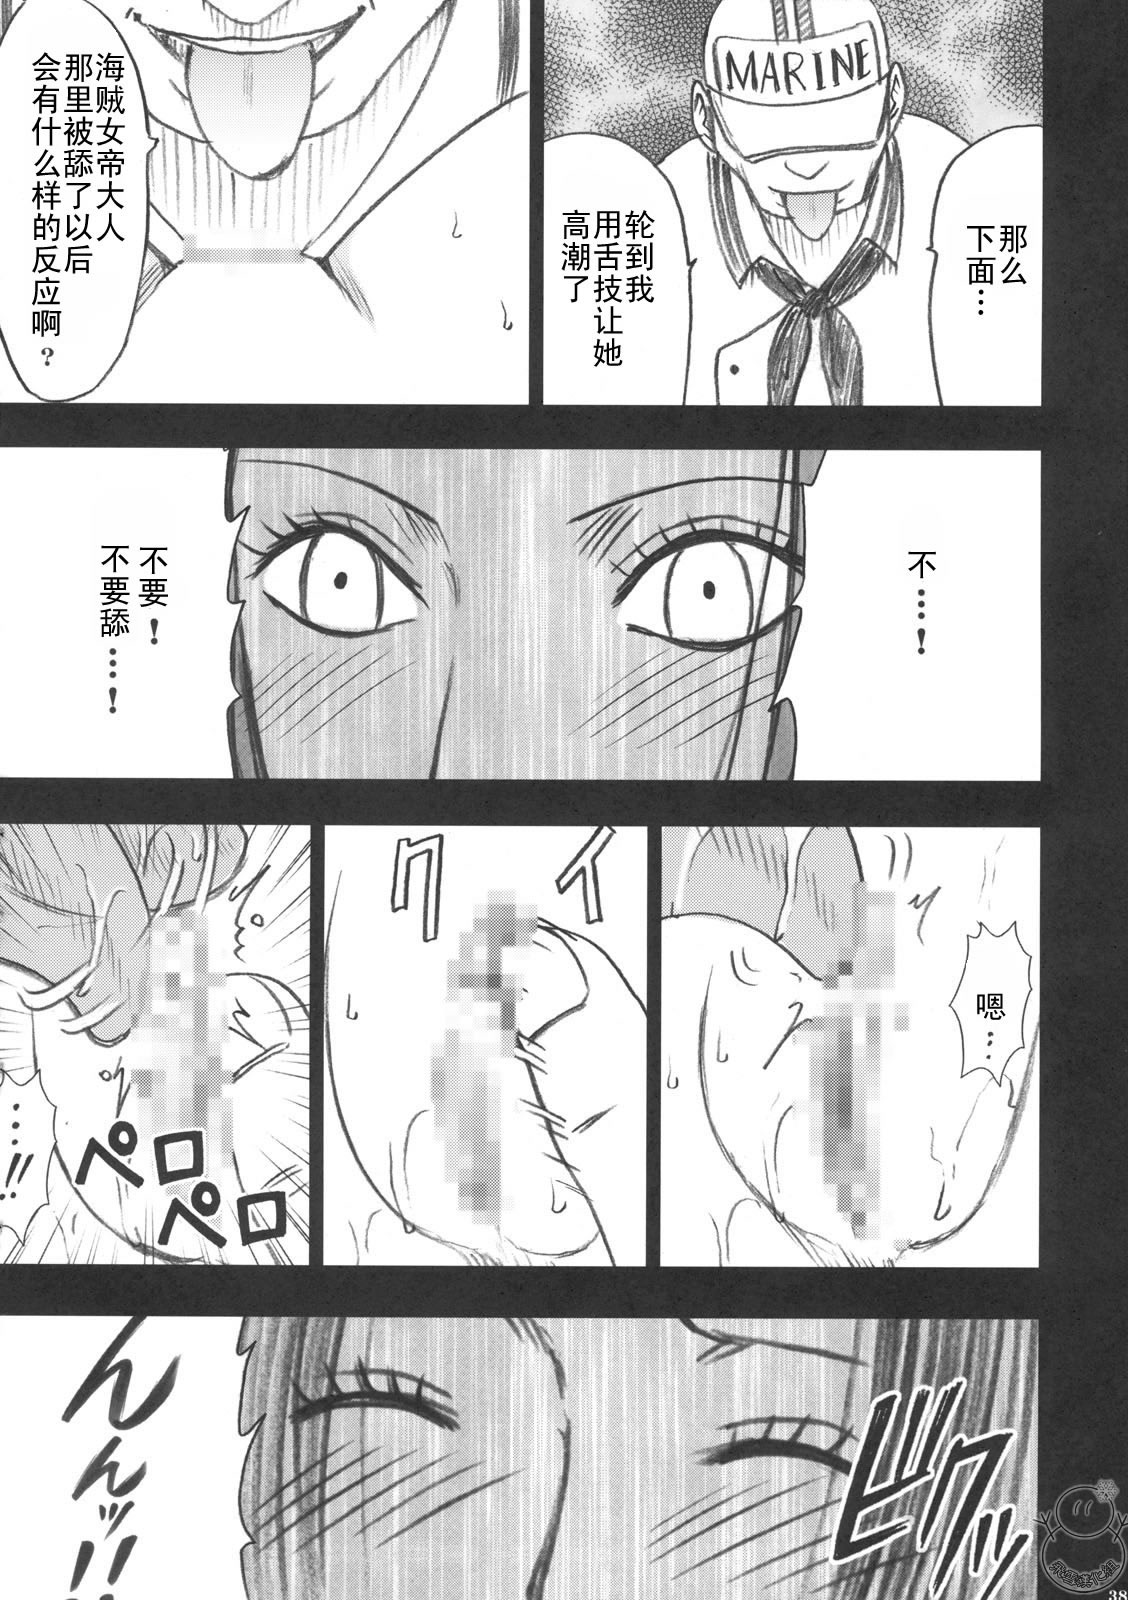 MARINE
那么
下面…
轮到我
用舌技让她
高潮了
海贼女帝大人
那里被舔了以后
会有什么样的反应啊?
不…!
不要!
不要舔…!
嗯…
クイ
ペロ
ペロ
…!!
ビクッ
んんんッ!!
38